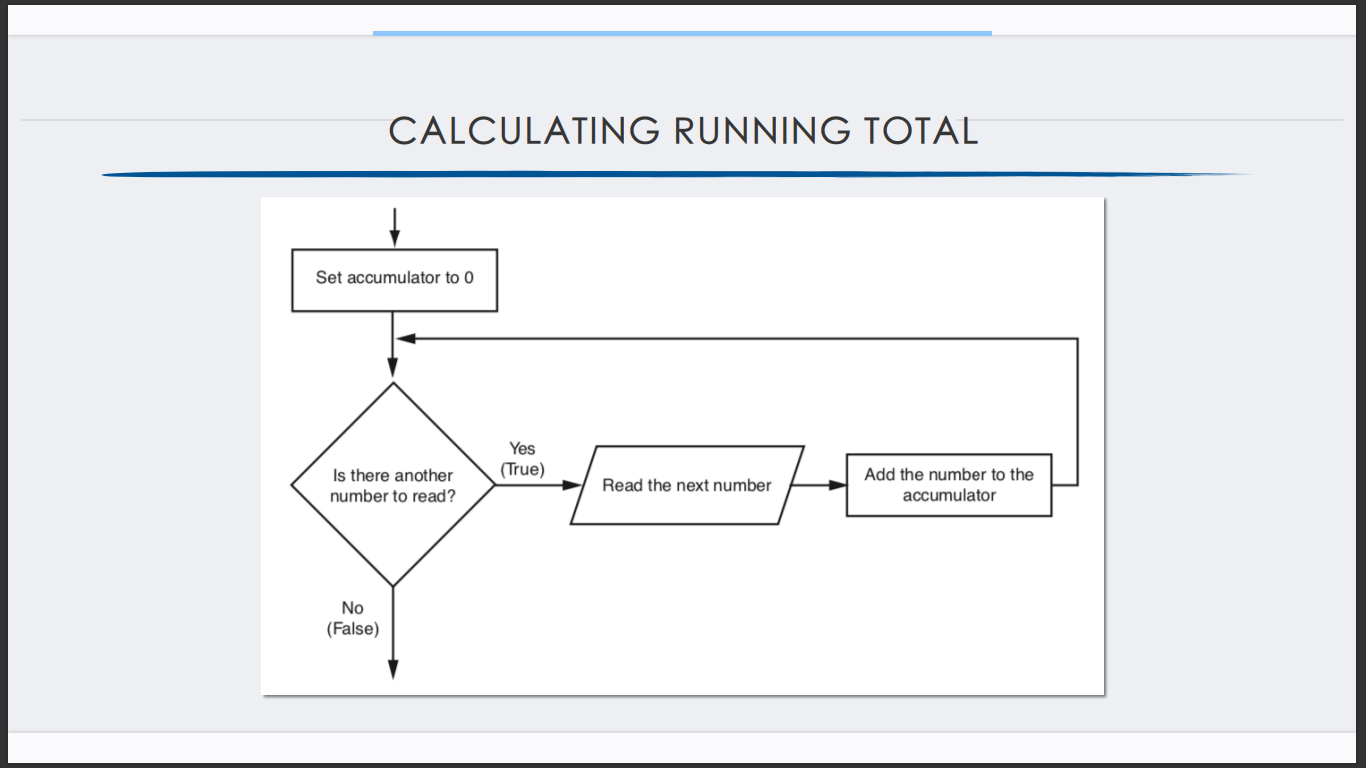 CALCULATING RUNNING TOTAL
Set accumulator to 0
Is there another
number to read?
Yes
(True)
Read the next number
Add the number to the
accumulator
No
(False)